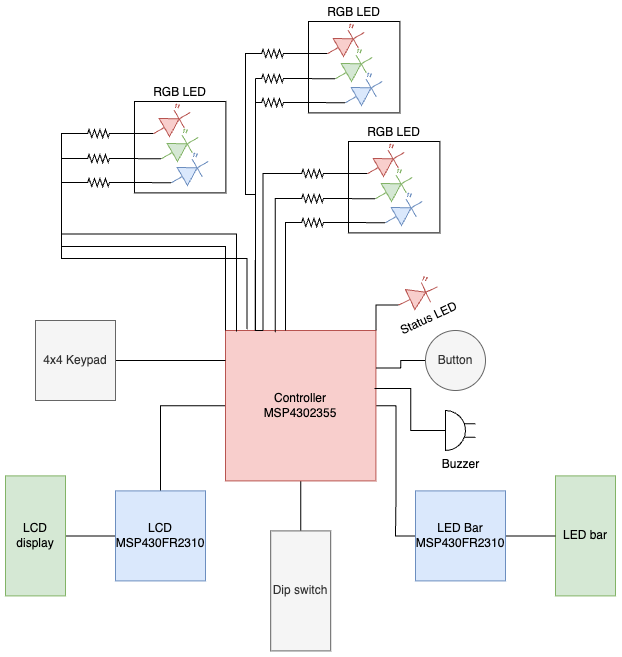 RGB LED
RGB LED
RGB LED
Status LED
4x4 Keypad
Button
Controller
MSP4302355
Buzzer
LCD
display
LCD
MSP430FR2310
LED Bar
MSP430FR2310
LED bar
Dip switch